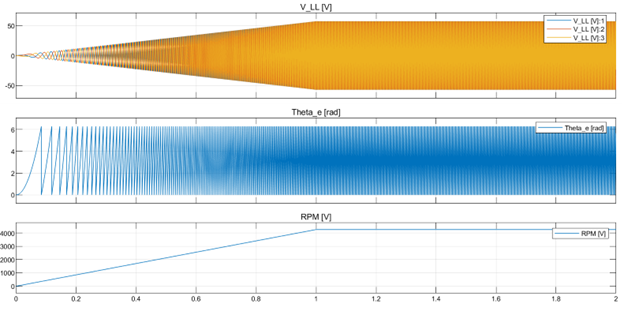 V_LL [V]
V_LL [V]:1
V_LL [V]:2
V_LL [V]:3
50
0
-50
Theta_e [rad]
Theta_e [rad]
6
4
2
0
RPM [V]
RPM [V]
4000
3000
2000
1000
0
0 0.2 0.4 0.6 0.8 1 1.2 1.4 1.6 1.8 2